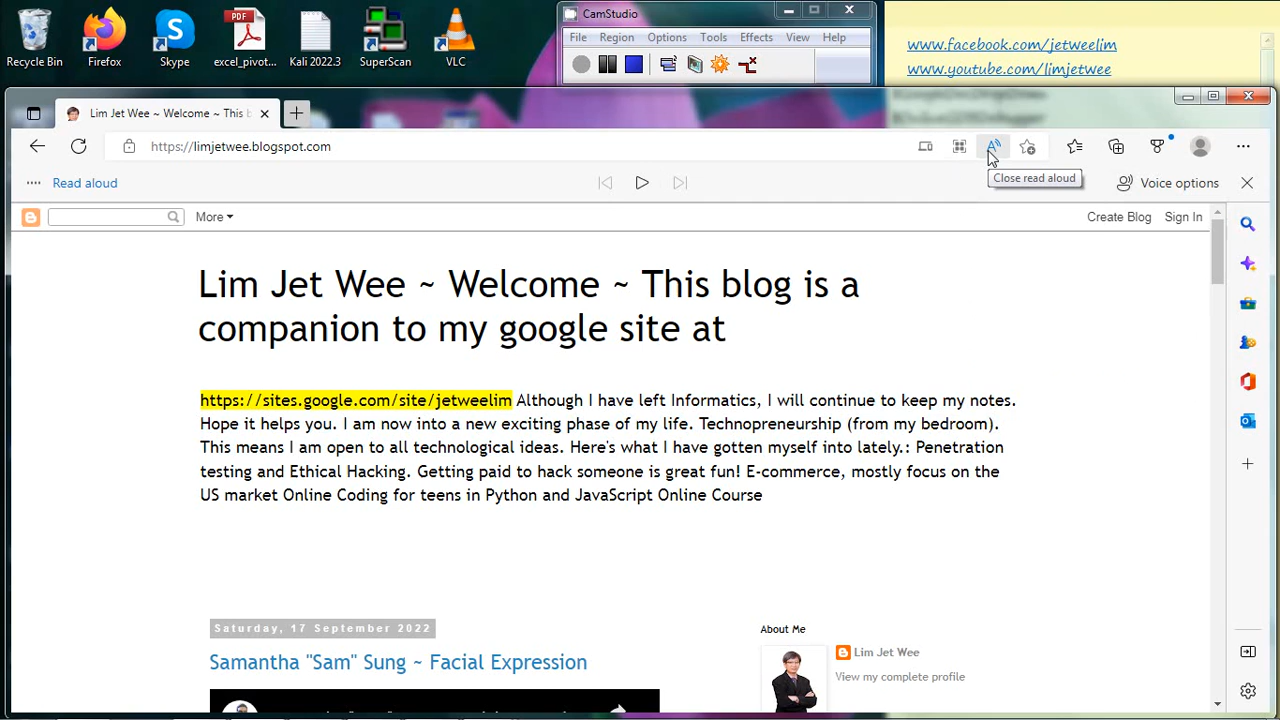 CamStudio
File Region Options Tools Effects View Help
www.facebook.com/jetweelim
www.youtube.com/limjetwee
Recycle Bin
Firefox
Skype
excel_pivot...
Kali 2022.3
SuperScan
VLC
PDF
Lim Jet Wee ~ Welcome ~ This b
https://limjetwee.blogspot.com
Close read aloud
Read aloud
Voice options
More
Create Blog
Sign In
Lim Jet Wee ~ Welcome ~ This blog is a
companion to my google site at
https://sites.google.com/site/jetweelim Although I have left Informatics, I will continue to keep my notes.
Hope it helps you. I am now into a new exciting phase of my life. Technopreneurship (from my bedroom).
This means I am open to all technological ideas. Here's what I have gotten myself into lately.: Penetration
testing and Ethical Hacking. Getting paid to hack someone is great fun! E-commerce, mostly focus on the
US market Online Coding for teens in Python and JavaScript Online Course
Saturday, 17 September 2022
Samantha "Sam" Sung ~ Facial Expression
About Me
Lim Jet Wee
View my complete profile